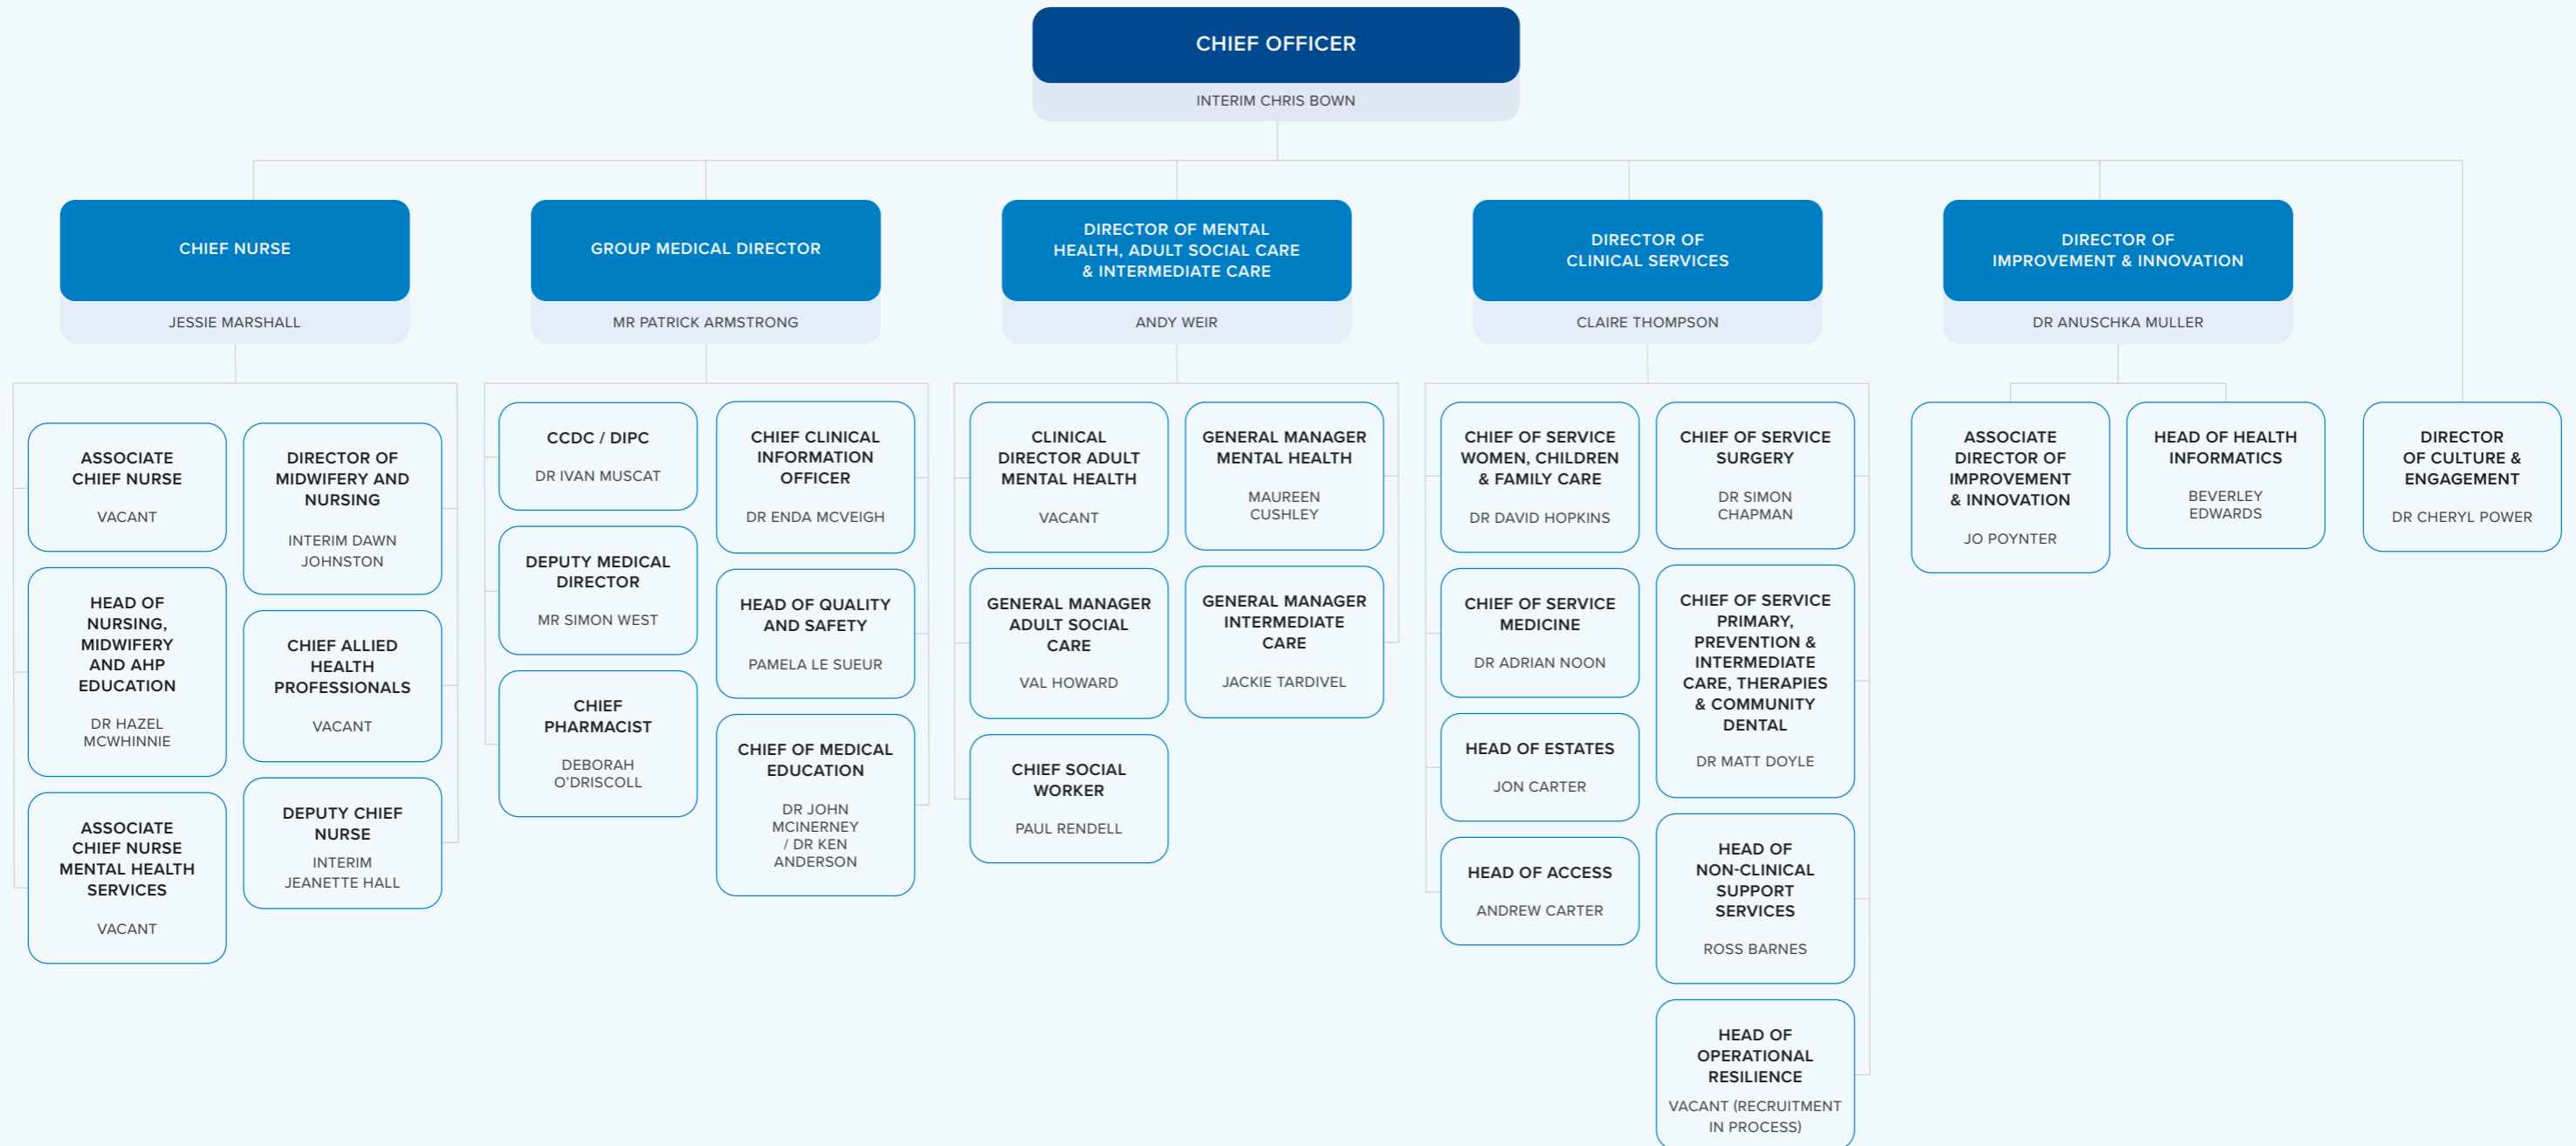 CHIEF OFFICER
INTERIM CHRIS BOWN
CHIEF NURSE
JESSIE MARSHALL
GROUP MEDICAL DIRECTOR
MR PATRICK ARMSTRONG
DIRECTOR OF MENTAL
HEALTH, ADULT SOCIAL CARE
& INTERMEDIATE CARE
ANDY WEIR
DIRECTOR OF
CLINICAL SERVICES
CLAIRE THOMPSON
DIRECTOR OF
IMPROVEMENT & INNOVATION
DR ANUSCHKA MULLER
ASSOCIATE
CHIEF NURSE
VACANT
HEAD OF
NURSING,
MIDWIFERY
AND AHP
EDUCATION
DR HAZEL
MCWHINNIE
ASSOCIATE
CHIEF NURSE
MENTAL HEALTH
SERVICES
VACANT
DIRECTOR OF
MIDWIFERY AND
NURSING
INTERIM DAWN
JOHNSTON
CHIEF ALLIED
HEALTH
PROFESSIONALS
VACANT
DEPUTY CHIEF
NURSE
INTERIM
JEANETTE HALL
CCDC / DIPC
DR IVAN MUSCAT
DEPUTY MEDICAL
DIRECTOR
MR SIMON WEST
CHIEF
PHARMACIST
DEBORAH
O'DRISCOLL
CHIEF CLINICAL
INFORMATION
OFFICER
DR ENDA MCVEIGH
HEAD OF QUALITY
AND SAFETY
PAMELA LE SUEUR
CHIEF OF MEDICAL
EDUCATION
DR JOHN
MCINERNEY
/ DR KEN
ANDERSON
CLINICAL
DIRECTOR ADULT
MENTAL HEALTH
VACANT
GENERAL MANAGER
ADULT SOCIAL
CARE
VAL HOWARD
CHIEF SOCIAL
WORKER
PAUL RENDELL
GENERAL MANAGER
MENTAL HEALTH
MAUREEN
CUSHLEY
GENERAL MANAGER
INTERMEDIATE
CARE
JACKIE TARDIVEL
CHIEF OF SERVICE
WOMEN, CHILDREN
& FAMILY CARE
DR DAVID HOPKINS
CHIEF OF SERVICE
MEDICINE
DR ADRIAN NOON
HEAD OF ESTATES
JON CARTER
HEAD OF ACCESS
ANDREW CARTER
CHIEF OF SERVICE
SURGERY
DR SIMON
CHAPMAN
CHIEF OF SERVICE
PRIMARY,
PREVENTION &
INTERMEDIATE
CARE, THERAPIES
& COMMUNITY
DENTAL
DR MATT DOYLE
HEAD OF
NON-CLINICAL
SUPPORT
SERVICES
ROSS BARNES
HEAD OF
OPERATIONAL
RESILIENCE
VACANT (RECRUITMENT
IN PROCESS)
ASSOCIATE
DIRECTOR OF
IMPROVEMENT
& INNOVATION
JO POYNTER
HEAD OF HEALTH
INFORMATICS
BEVERLEY
EDWARDS
DIRECTOR
OF CULTURE &
ENGAGEMENT
DR CHERYL POWER